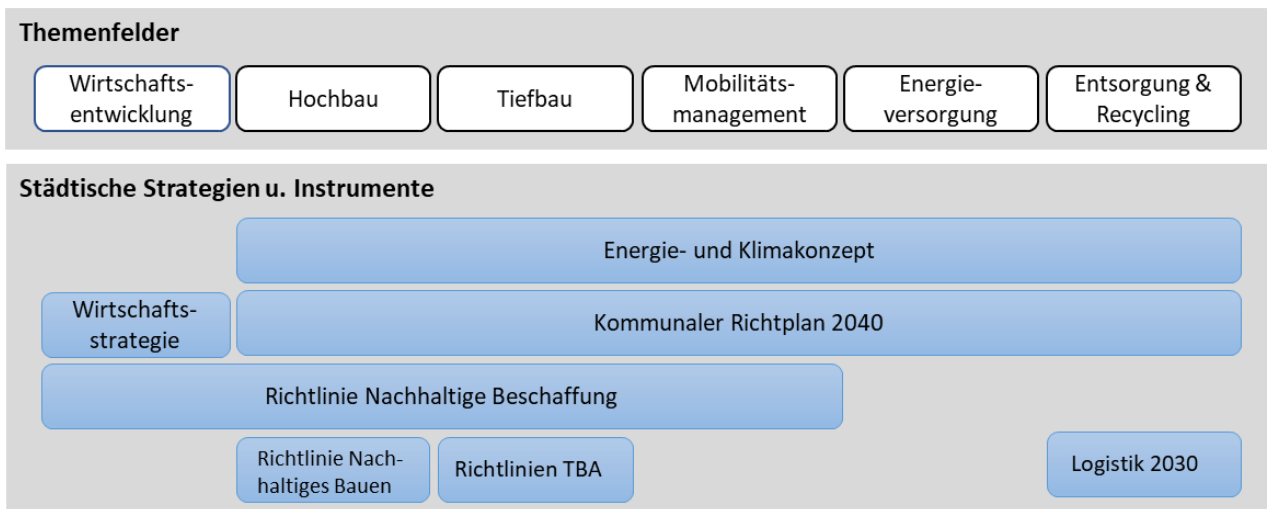 Themenfelder
Wirtschafts-
entwicklung
Hochbau
Tiefbau
Mobilitäts-
management
Energie-
versorgung
Entsorgung &
Recycling
Städtische Strategien u. Instrumente
Energie- und Klimakonzept
Wirtschafts-
strategie
Kommunaler Richtplan 2040
Richtlinie Nachhaltige Beschaffung
Richtlinie Nach-
haltiges Bauen
Richtlinien TBA
Logistik 2030